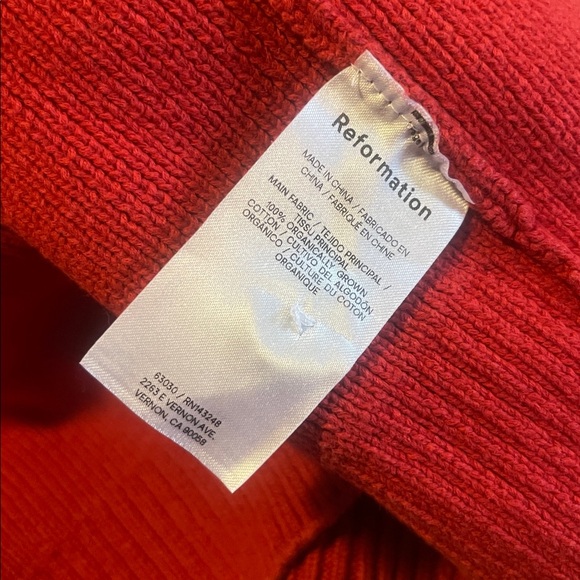 Reformation
MADE IN CHINA / FABRICADO EN
CHINA / FABRIQUÉ EN CHINE
MAIN FABRIC / TEJIDO PRINCIPAL /
TISSU PRINCIPAL
100% ORGANICALLY GROWN
COTTON / CULTIVO DEL ALGODÓN
ORGÁNICO / CULTURE DU COTON
ORGANIQUE
63030 / RN143248
2263 E VERNON AVE.
VERNON, CA 90058